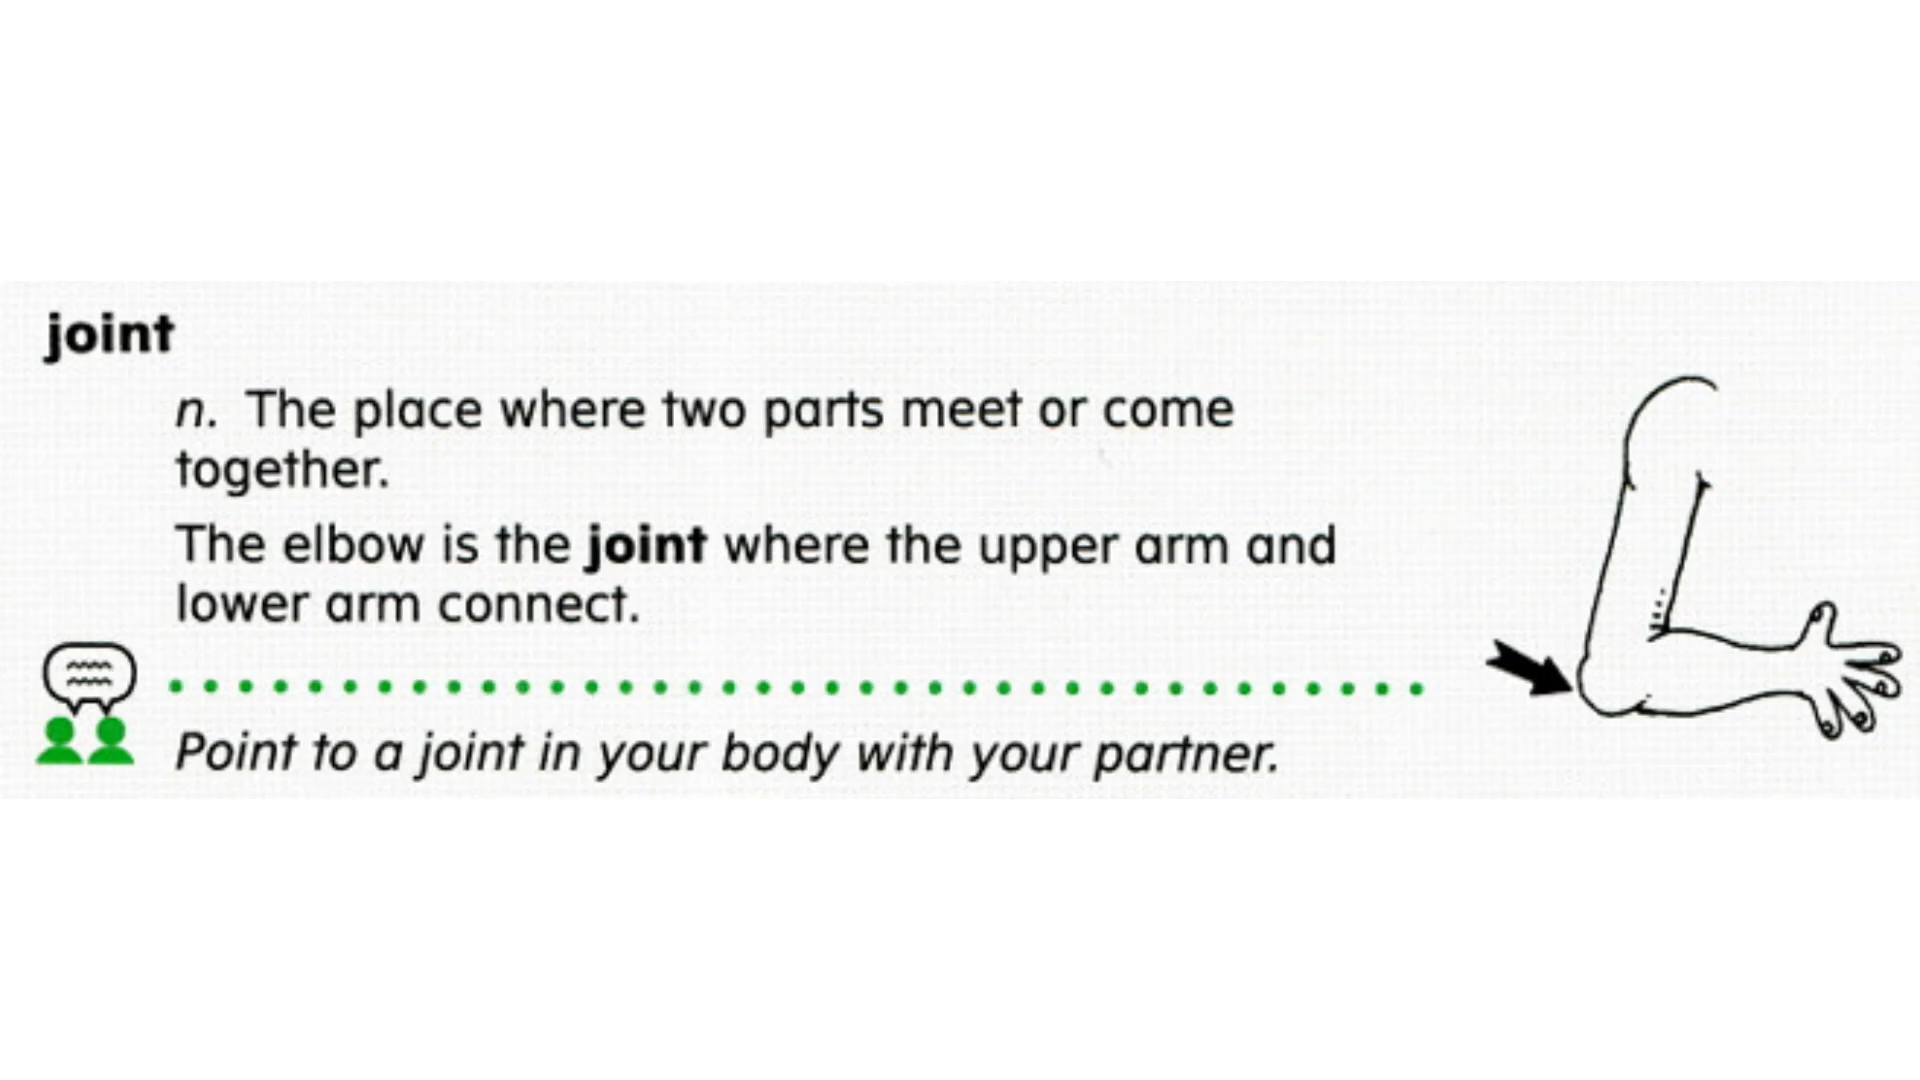 joint
n. The place where two parts meet or come
together.
The elbow is the joint where the upper arm and
lower arm connect.
Point to a joint in your body with your partner.